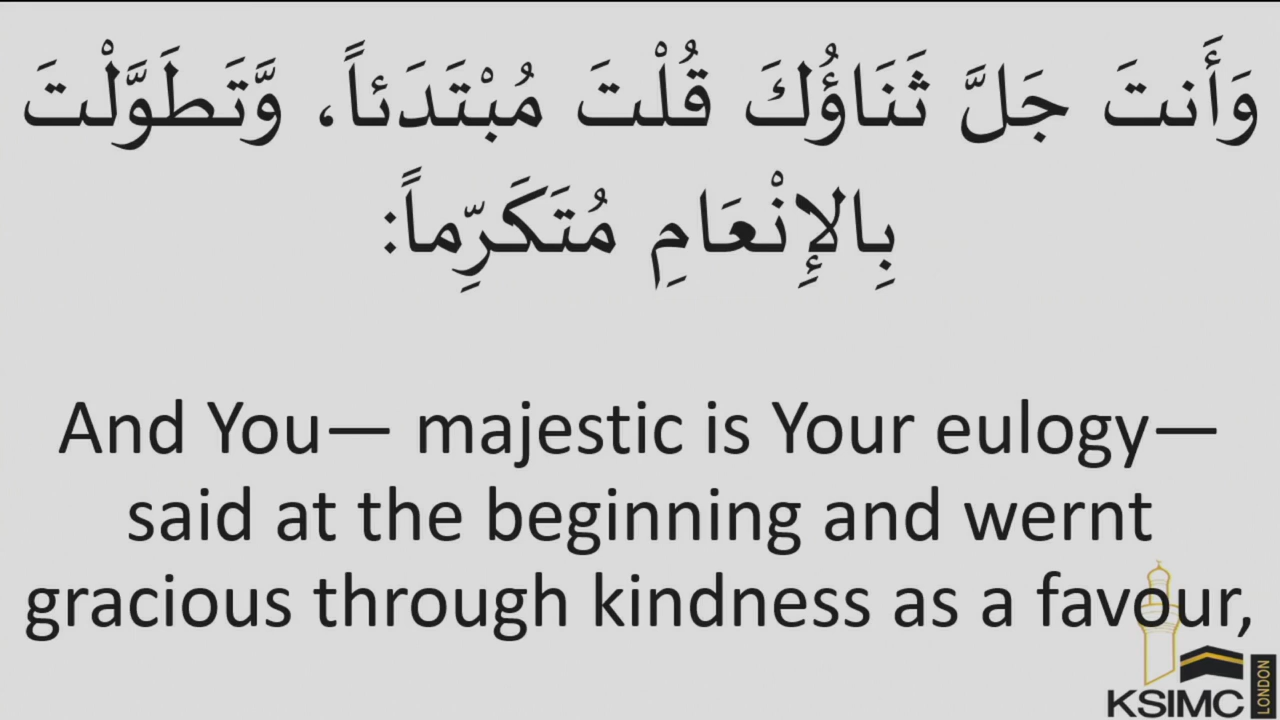 وَأَنتَ جَلَّ ثَنَاؤُكَ قُلْتَ مُبْتَدَئاً، وَّتَطَوَّلْتَ
بِالإِنْعَامِ مُتَكَرِّماً:
And You— majestic is Your eulogy—
said at the beginning and wernt
gracious through kindness as a favour,
KSIMC
LONDON